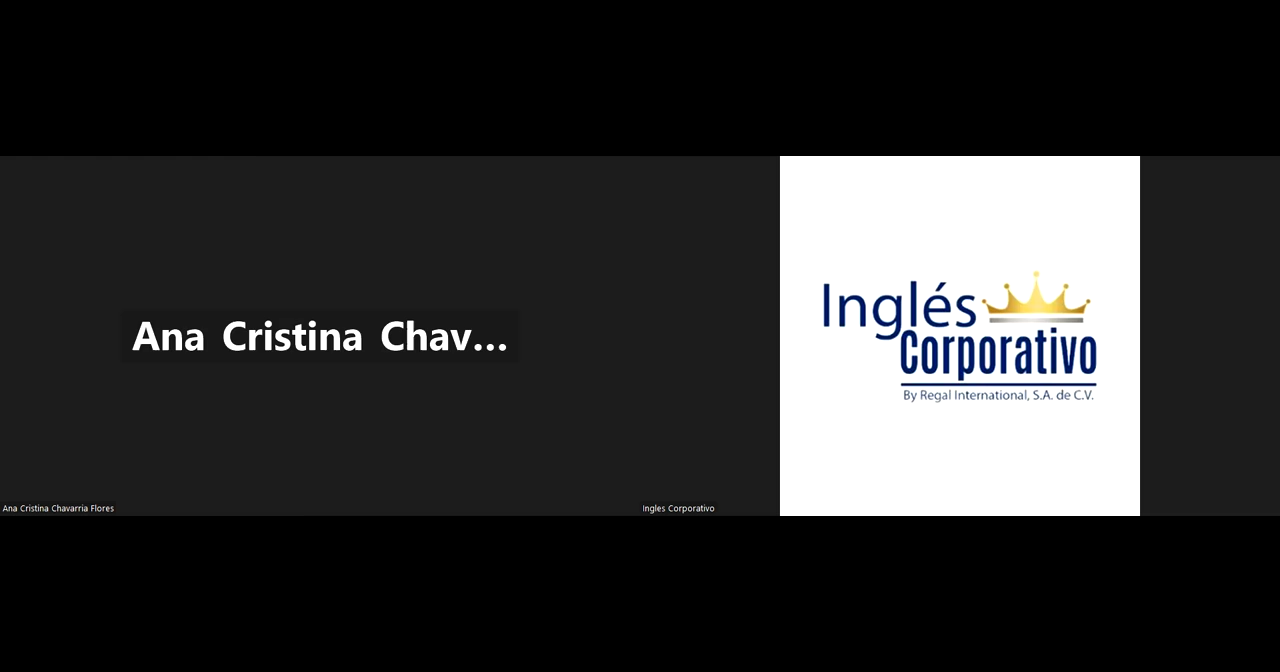 Ana Cristina Chav...
Ana Cristina Chavarria Flores
Inglés
Corporativo
By Regal International, S.A. de C.V.
Ingles Corporativo